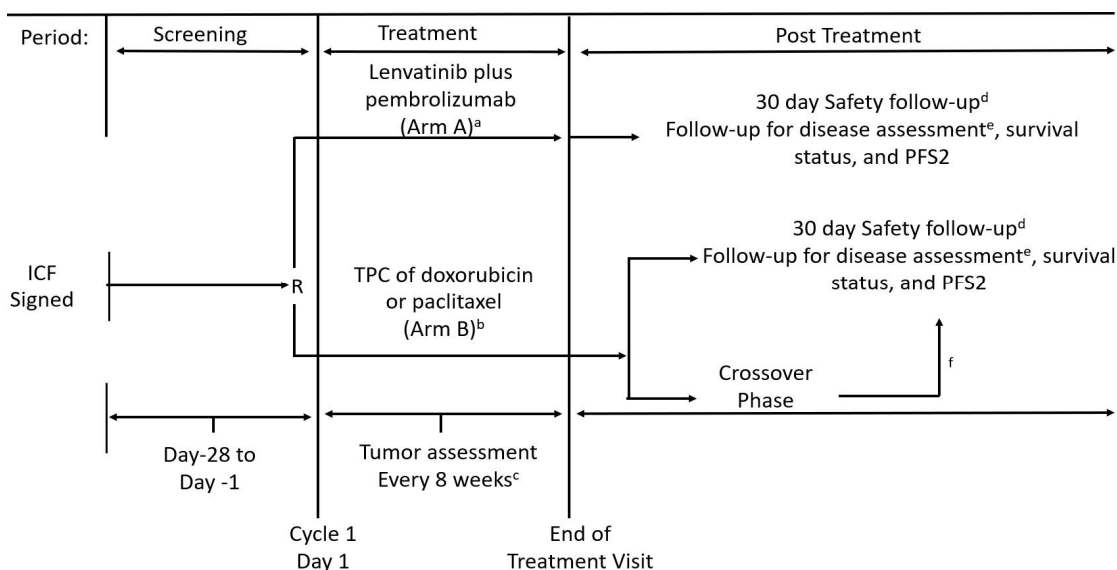 Period:
Screening
Treatment
Post Treatment
Lenvatinib plus
pembrolizumab
(Arm A)a
30 day Safety follow-upd
Follow-up for disease assessmente, survival
status, and PFS2
ICF
Signed
R
TPC of doxorubicin
or paclitaxel
(Arm B)b
30 day Safety follow-upd
Follow-up for disease assessmente, survival
status, and PFS2
Crossover
Phase
f
Day-28 to
Day -1
Tumor assessment
Every 8 weeksc
Cycle 1
Day 1
End of
Treatment Visit